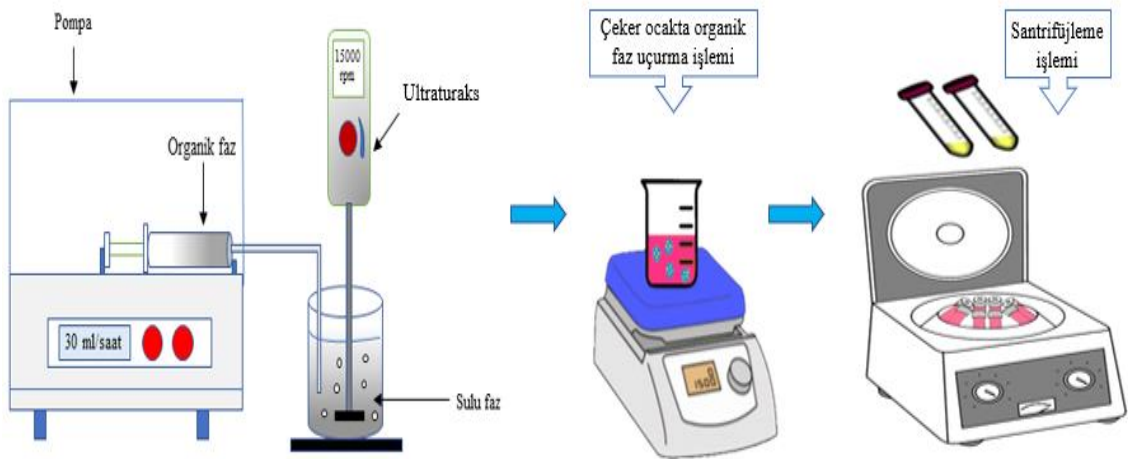 Pompa
15000
rpm
Ultraturaks
Organik faz
30 ml/saat
Sulu faz
Çeker ocakta organik
faz uçurma işlemi
1500
Santrifüjleme
işlemi